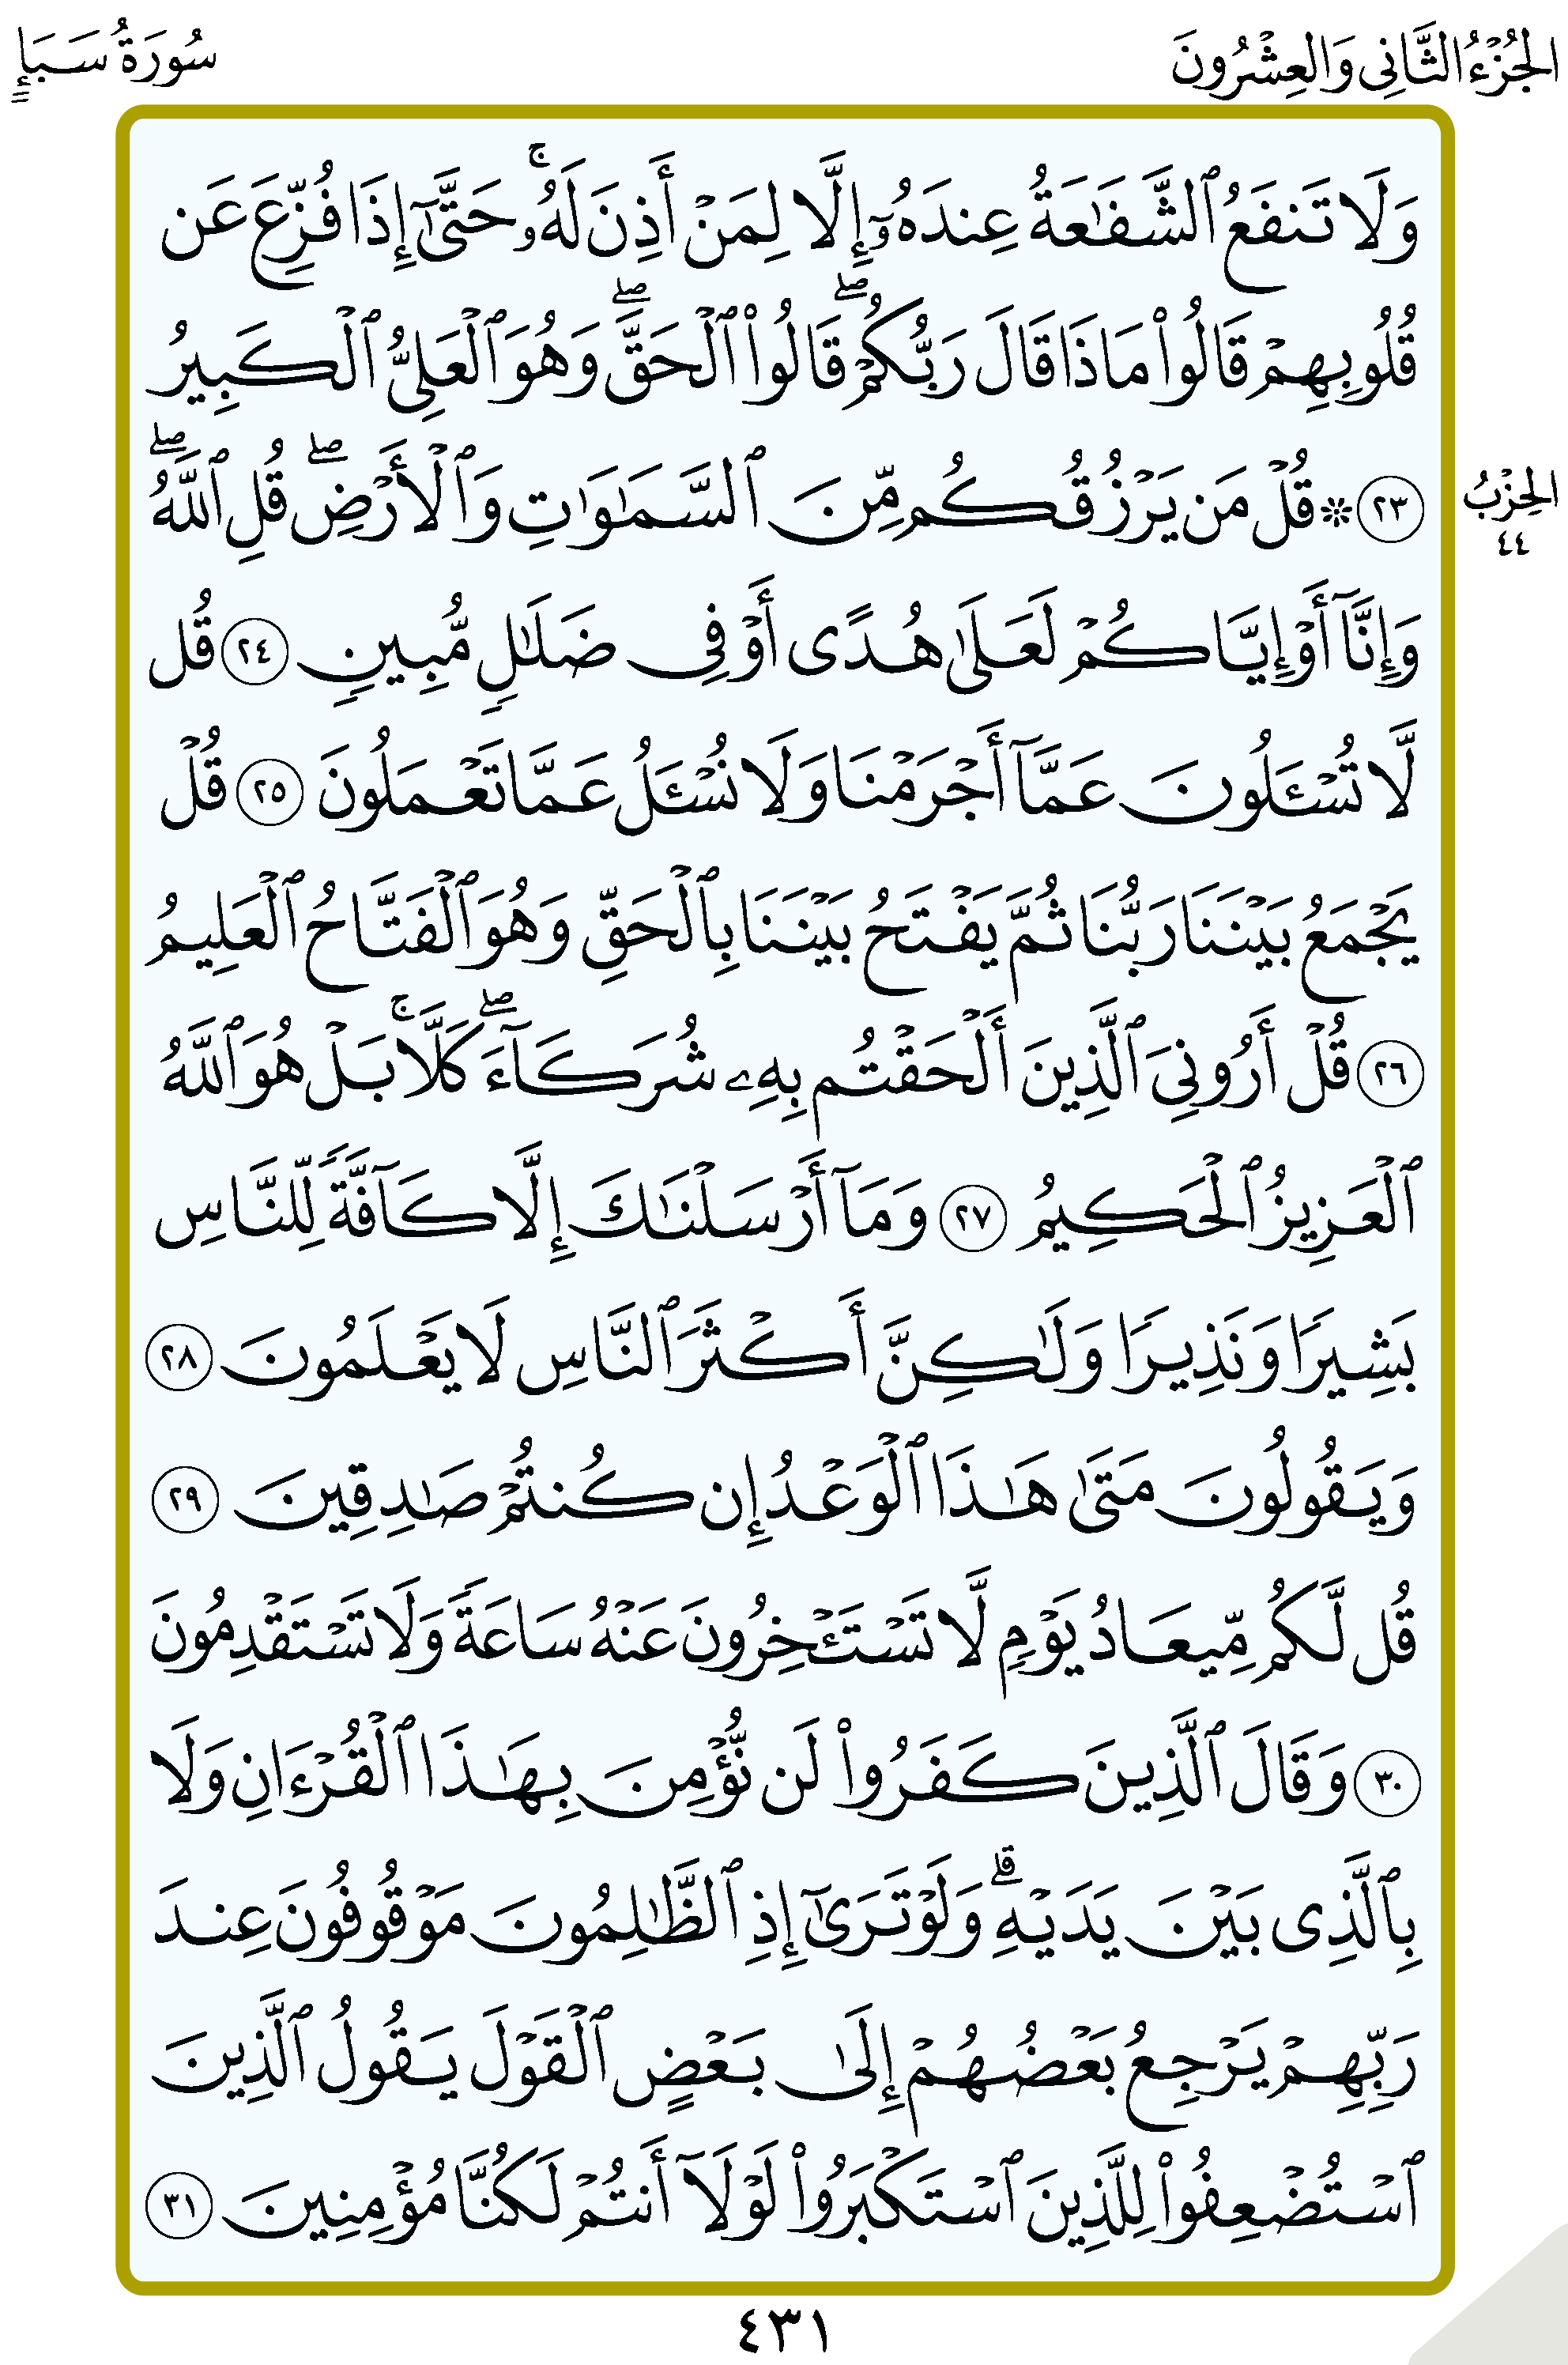 الجُزْءُ الثَّانِي وَالعِشْرُونَ
سُورَةُ سَبَإٍ
وَلَا تَنفَعُ ٱلشَّفَٰعَةُ عِندَهُۥٓ إِلَّا لِمَنْ أَذِنَ لَهُۥۚ حَتَّىٰٓ إِذَا فُزِّعَ عَن
قُلُوبِهِمْ قَالُوا۟ مَاذَا قَالَ رَبُّكُمْۖ قَالُوا۟ ٱلْحَقَّۖ وَهُوَ ٱلْعَلِىُّ ٱلْكَبِيرُ
٢٣ ۞ قُلْ مَن يَرْزُقُكُم مِّنَ ٱلسَّمَٰوَٰتِ وَٱلْأَرْضِۖ قُلِ ٱللَّهُۖ
وَإِنَّآ أَوْ إِيَّاكُمْ لَعَلَىٰ هُدًى أَوْ فِى ضَلَٰلٍ مُّبِينٍ ٢٤ قُل
لَّا تُسْـَٔلُونَ عَمَّآ أَجْرَمْنَا وَلَا نُسْـَٔلُ عَمَّا تَعْمَلُونَ ٢٥ قُلْ
يَجْمَعُ بَيْنَنَا رَبُّنَا ثُمَّ يَفْتَحُ بَيْنَنَا بِٱلْحَقِّ وَهُوَ ٱلْفَتَّاحُ ٱلْعَلِيمُ
٢٦ قُلْ أَرُونِىَ ٱلَّذِينَ أَلْحَقْتُم بِهِۦ شُرَكَآءَۖ كَلَّاۚ بَلْ هُوَ ٱللَّهُ
ٱلْعَزِيزُ ٱلْحَكِيمُ ٢٧ وَمَآ أَرْسَلْنَٰكَ إِلَّا كَآفَّةً لِّلنَّاسِ
بَشِيرًا وَنَذِيرًا وَلَٰكِنَّ أَكْثَرَ ٱلنَّاسِ لَا يَعْلَمُونَ ٢٨
وَيَقُولُونَ مَتَىٰ هَٰذَا ٱلْوَعْدُ إِن كُنتُمْ صَٰدِقِينَ ٢٩
قُل لَّكُم مِّيعَادُ يَوْمٍ لَّا تَسْتَـْٔخِرُونَ عَنْهُ سَاعَةً وَلَا تَسْتَقْدِمُونَ
٣٠ وَقَالَ ٱلَّذِينَ كَفَرُوا۟ لَن نُّؤْمِنَ بِهَٰذَا ٱلْقُرْءَانِ وَلَا
بِٱلَّذِى بَيْنَ يَدَيْهِۗ وَلَوْ تَرَىٰٓ إِذِ ٱلظَّٰلِمُونَ مَوْقُوفُونَ عِندَ
رَبِّهِمْ يَرْجِعُ بَعْضُهُمْ إِلَىٰ بَعْضٍ ٱلْقَوْلَ يَقُولُ ٱلَّذِينَ
ٱسْتُضْعِفُوا۟ لِلَّذِينَ ٱسْتَكْبَرُوا۟ لَوْلَآ أَنتُمْ لَكُنَّا مُؤْمِنِينَ ٣١
الحِزْبُ
٤٤
٤٣١